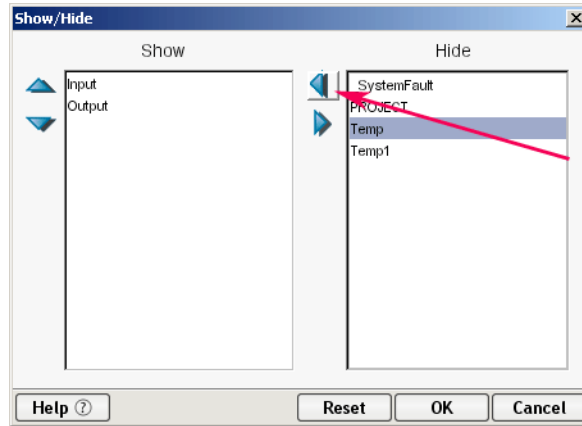 Show/Hide
Show
Hide
Input
Output
SystemFault
PROJECT
Temp
Temp1
Help ?
Reset
OK
Cancel